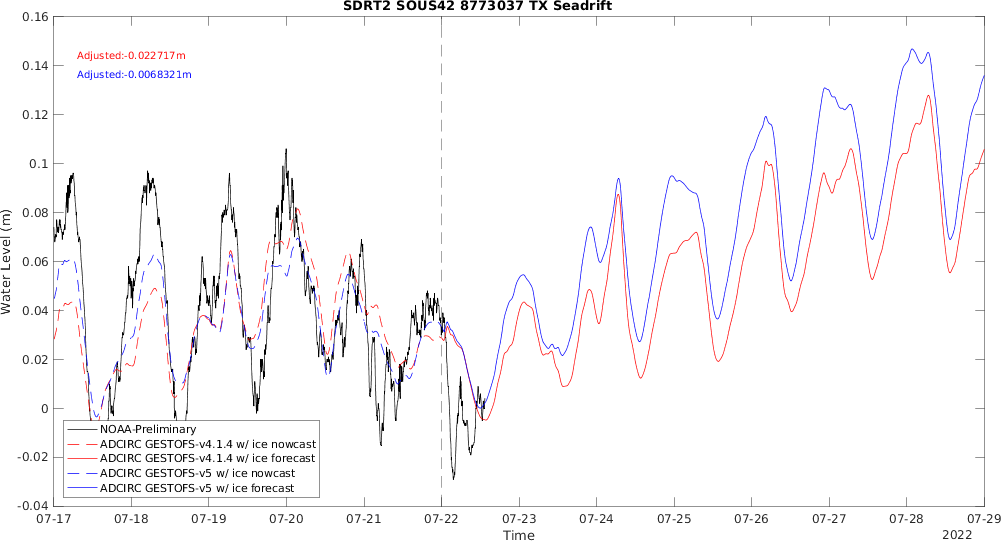 SDRT2 SOUS42 8773037 TX Seadrift
0.16
0.14
0.12
0.1
0.08
0.06
0.04
0.02
0
-0.02
-0.04
Water Level (m)
Adjusted:-0.022717m
Adjusted:-0.0068321m
NOAA-Preliminary
ADCIRC GESTOFS-v4.1.4 w/ ice nowcast
ADCIRC GESTOFS-v4.1.4 w/ ice forecast
ADCIRC GESTOFS-v5 w/ ice nowcast
ADCIRC GESTOFS-v5 w/ ice forecast
07-17 07-18 07-19 07-20 07-21 07-22 07-23 07-24 07-25 07-26 07-27 07-28 07-29
Time
2022